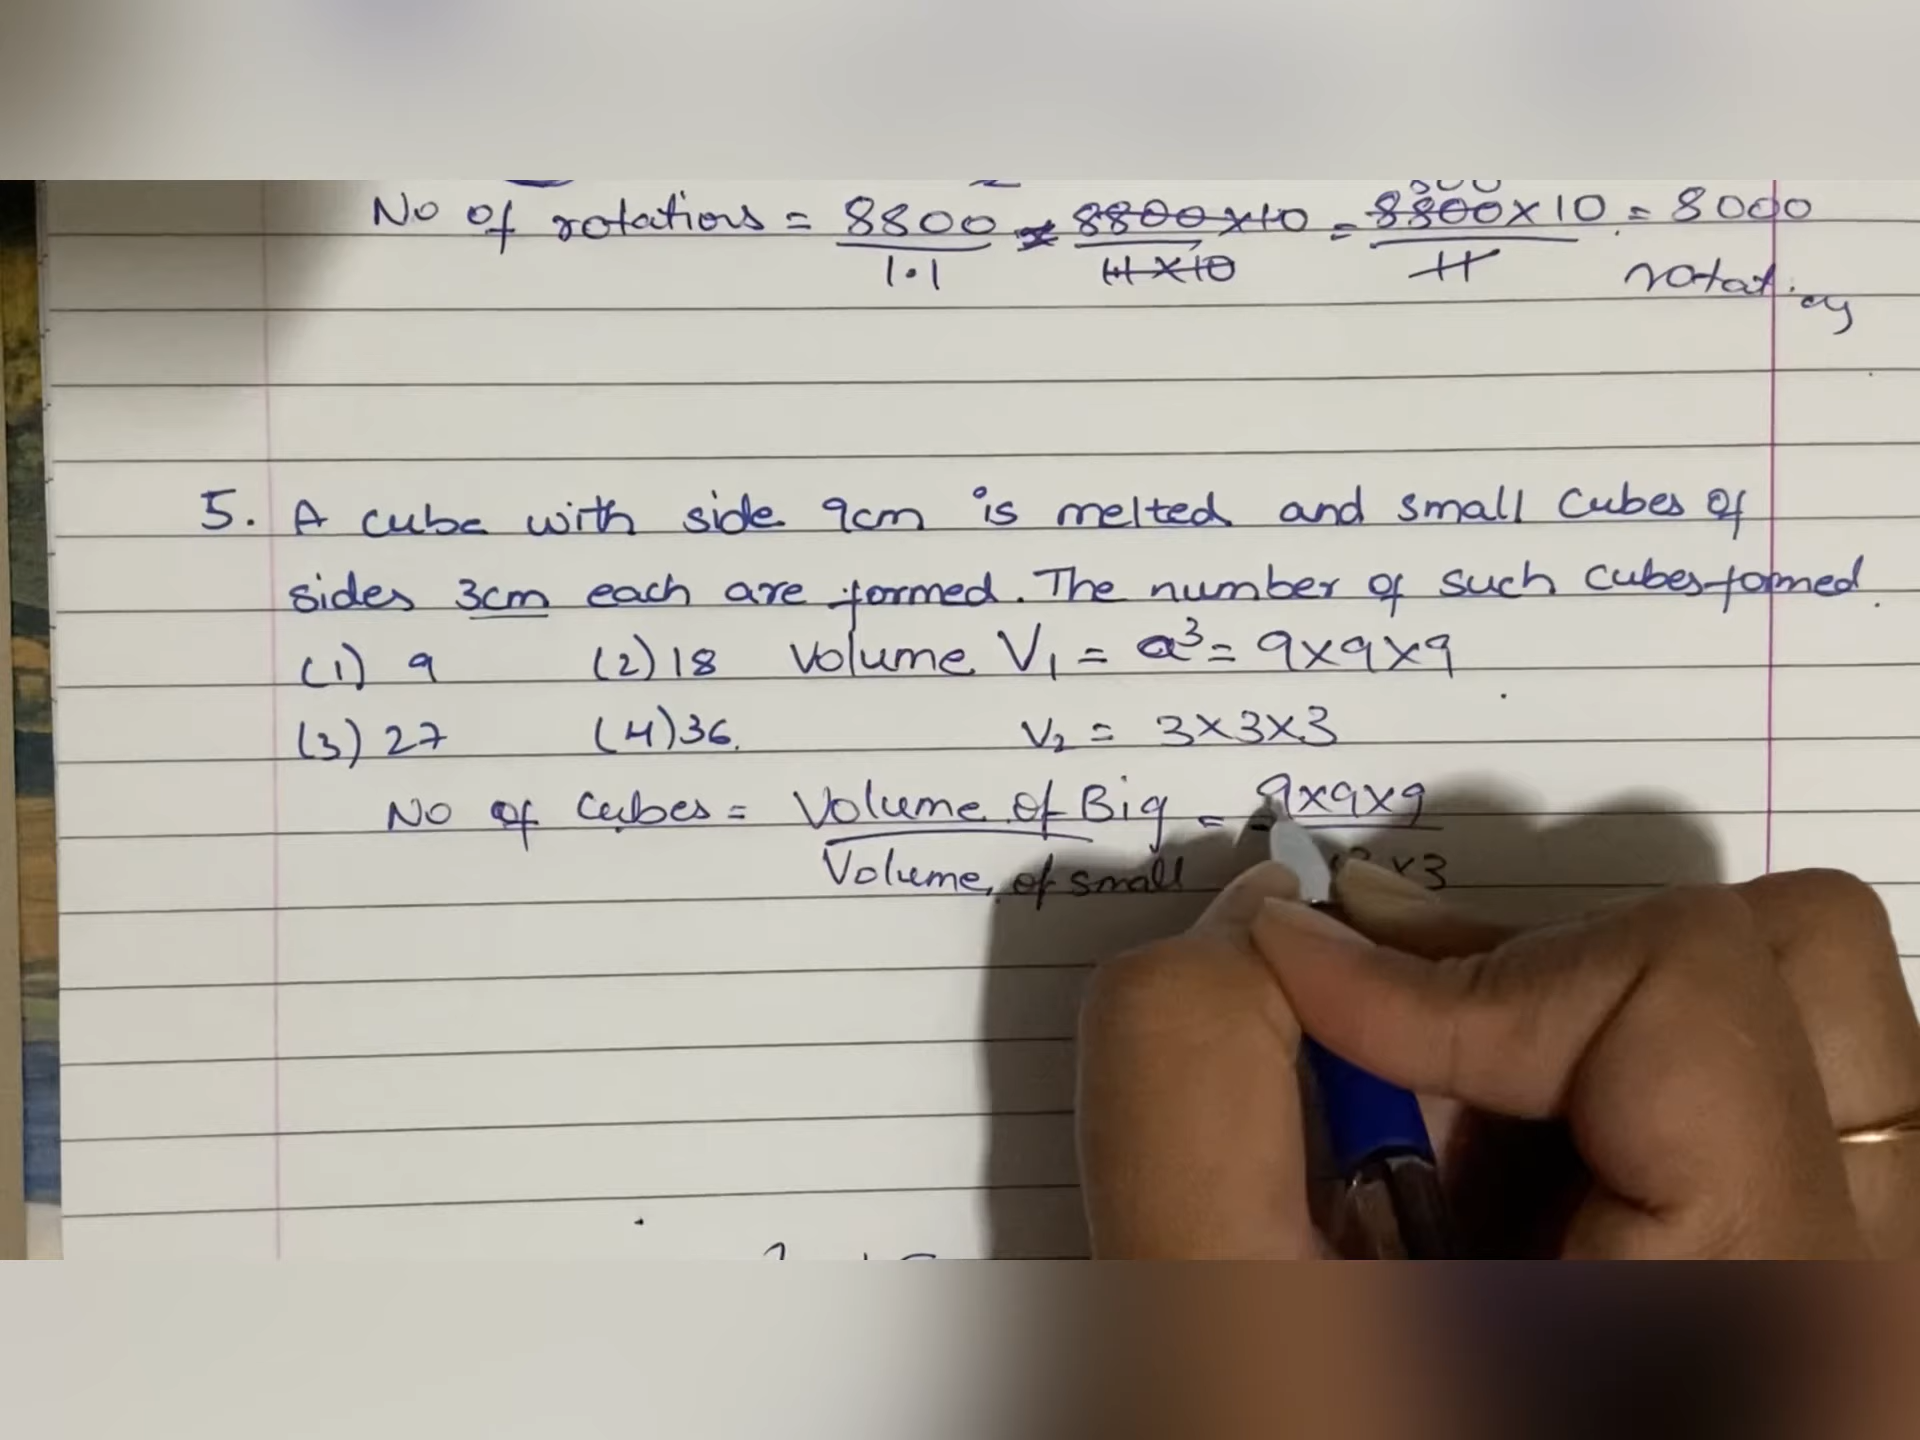 No of rotations = 8800/1.1 = 8800x10/11x10 = 8800x10/11 = 8000
rotations
5. A cube with side 9cm is melted and small cubes of
sides 3cm each are formed. The number of such cubes formed.
(1) 9 (2) 18 Volume V₁ = a³ = 9x9x9
(3) 27 (4) 36. V₂ = 3x3x3
No of cubes = Volume of Big / Volume of small = 9x9x9 / x3